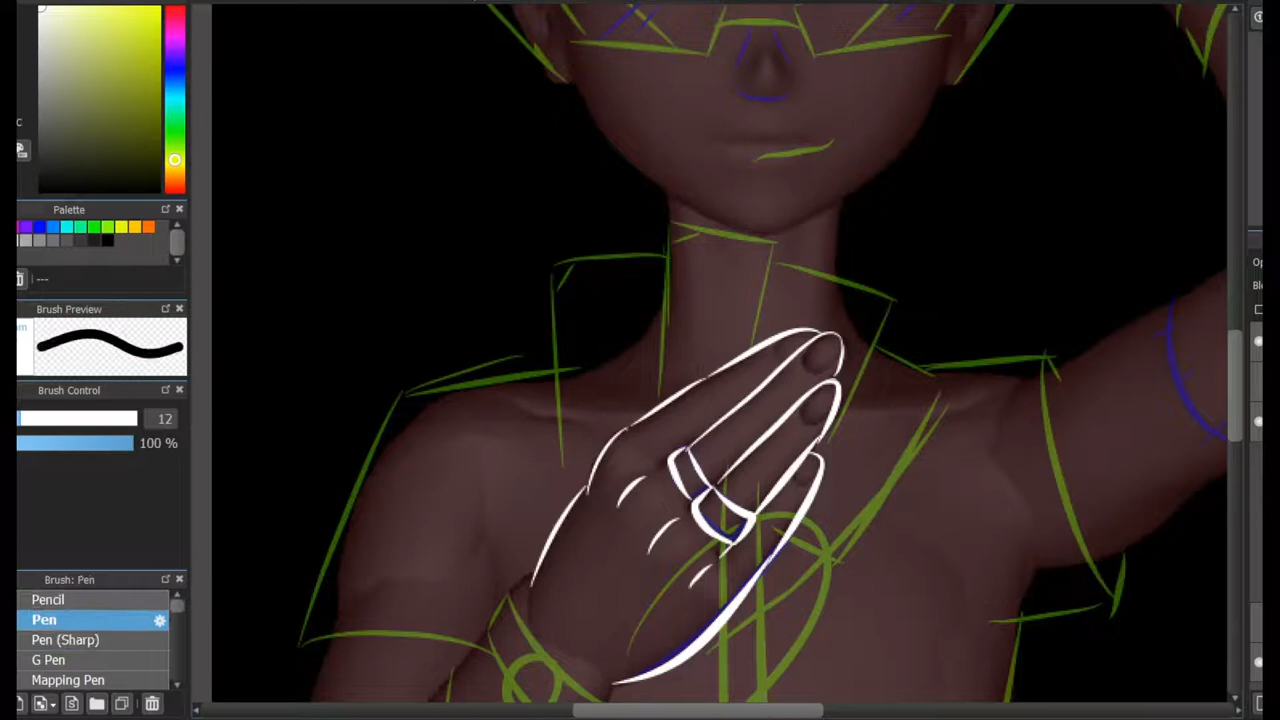 c
Palette
---
Brush Preview
Brush Control
12
100 %
Brush: Pen
Pencil
Pen
Pen (Sharp)
G Pen
Mapping Pen